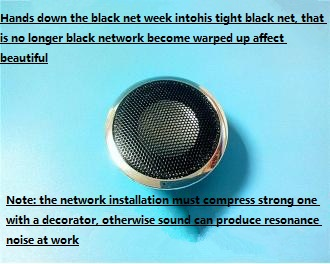 Hands down the black net week intohis tight black net, that
is no longer black network become warped up affect
beautiful
Note: the network installation must compress strong one
with a decorator, otherwise sound can produce resonance
noise at work